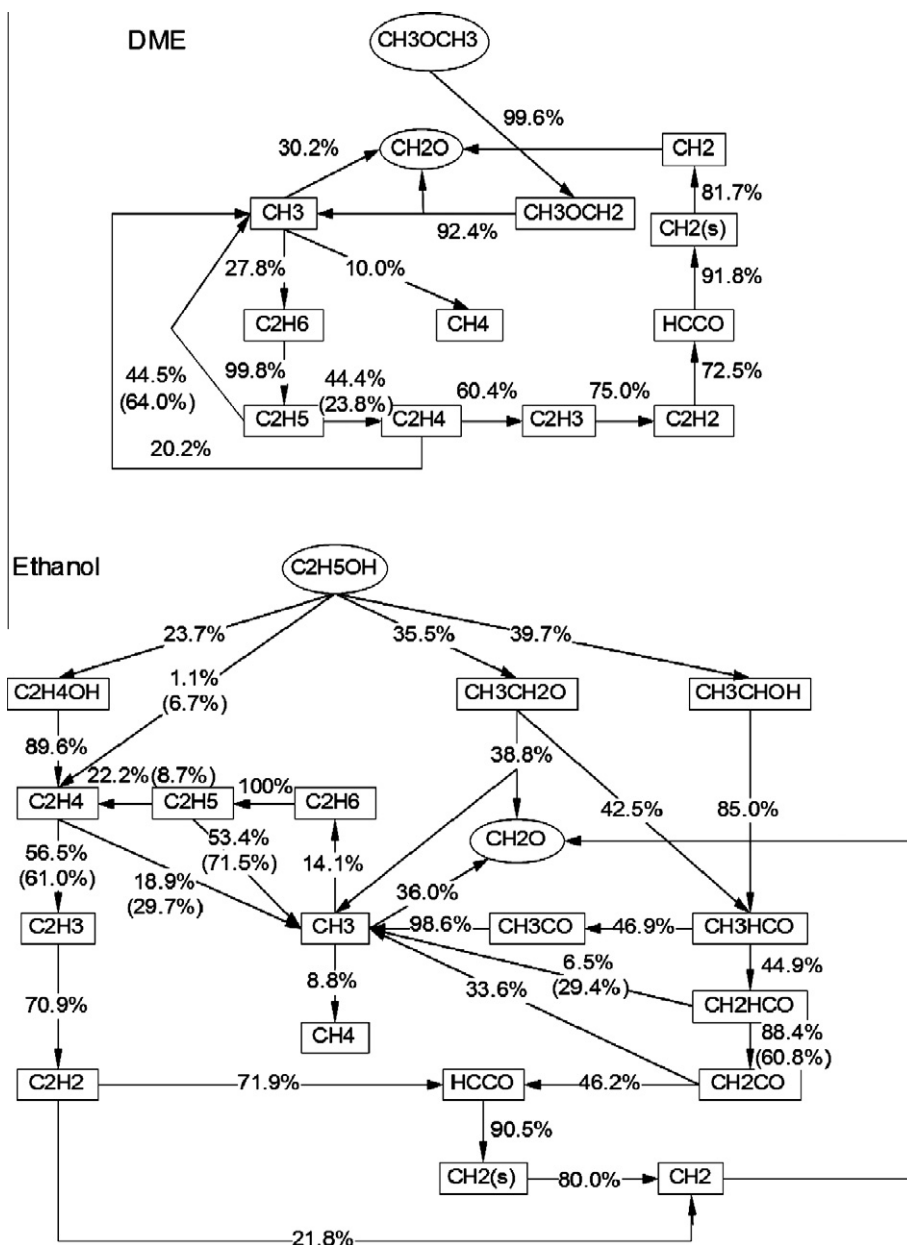 DME
CH3OCH3
99.6%
30.2%
CH2O
CH2
81.7%
CH3
CH3OCH2
92.4%
CH2(s)
27.8%
10.0%
91.8%
C2H6
CH4
HCCO
99.8%
44.5%
(64.0%)
44.4%
(23.8%)
60.4%
75.0%
72.5%
C2H5
C2H4
C2H3
C2H2
20.2%
Ethanol
C2H5OH
23.7%
35.5%
39.7%
C2H4OH
1.1%
(6.7%)
CH3CH2O
CH3CHOH
89.6%
38.8%
22.2%(8.7%)
100%
C2H4
C2H5
C2H6
42.5%
85.0%
56.5%
(61.0%)
53.4%
(71.5%)
14.1%
CH2O
18.9%
(29.7%)
36.0%
C2H3
CH3
98.6%
CH3CO
46.9%
CH3HCO
6.5%
(29.4%)
44.9%
70.9%
8.8%
33.6%
CH2HCO
CH4
88.4%
(60.8%)
C2H2
71.9%
HCCO
46.2%
CH2CO
90.5%
CH2(s)
80.0%
CH2
21.8%